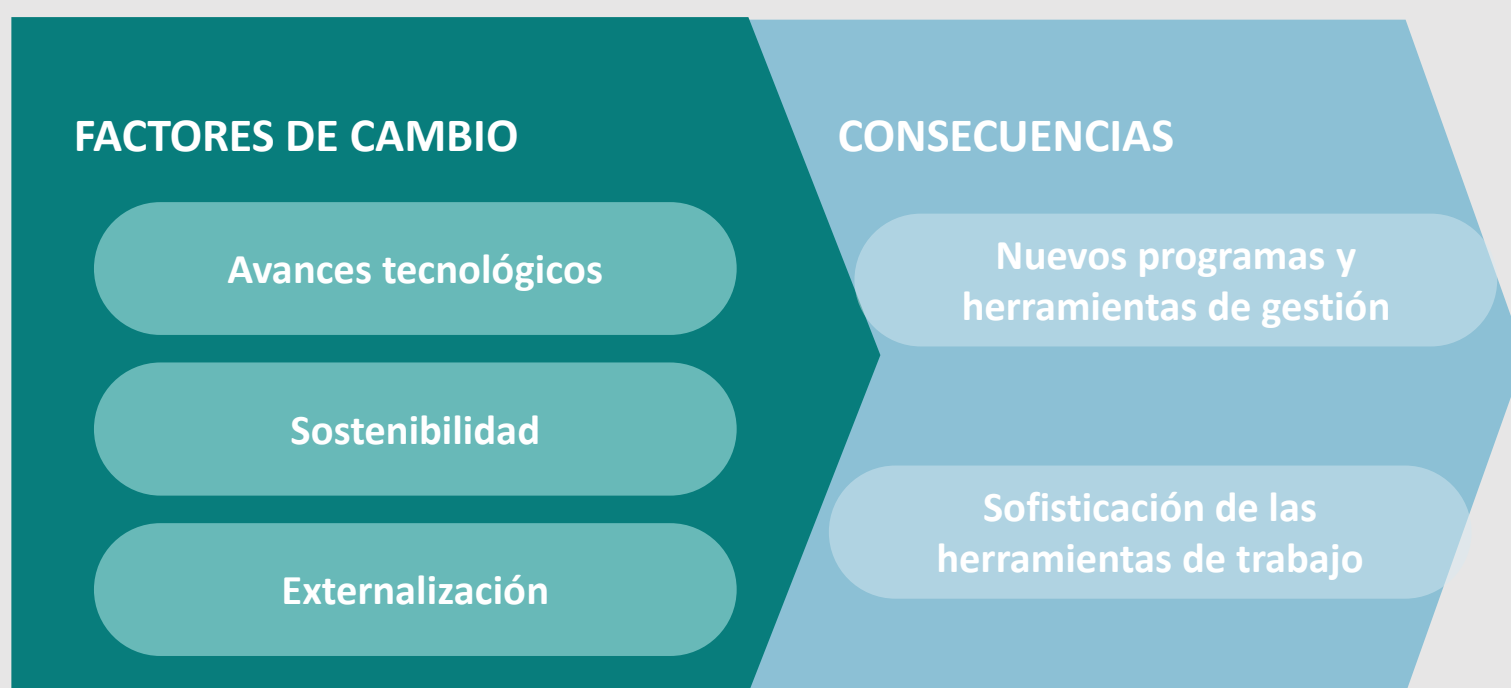 FACTORES DE CAMBIO
Avances tecnológicos
Sostenibilidad
Externalización
CONSECUENCIAS
Nuevos programas y
herramientas de gestión
Sofisticación de las
herramientas de trabajo